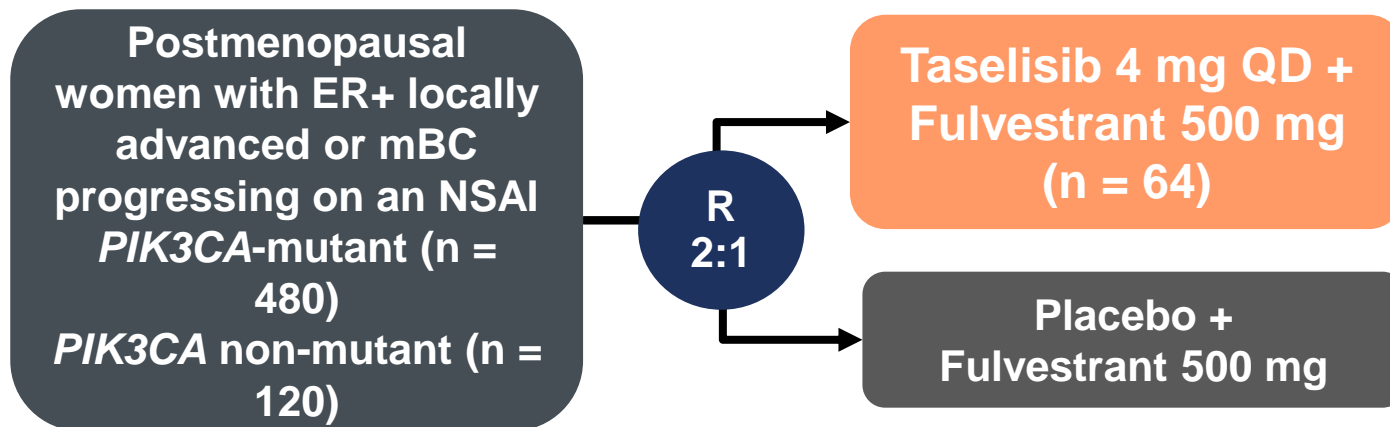 Postmenopausal
women with ER+ locally
advanced or mBC
progressing on an NSAI
PIK3CA-mutant (n =
480)
PIK3CA non-mutant (n =
120)
R
2:1
Taselisib 4 mg QD +
Fulvestrant 500 mg
(n = 64)
Placebo +
Fulvestrant 500 mg